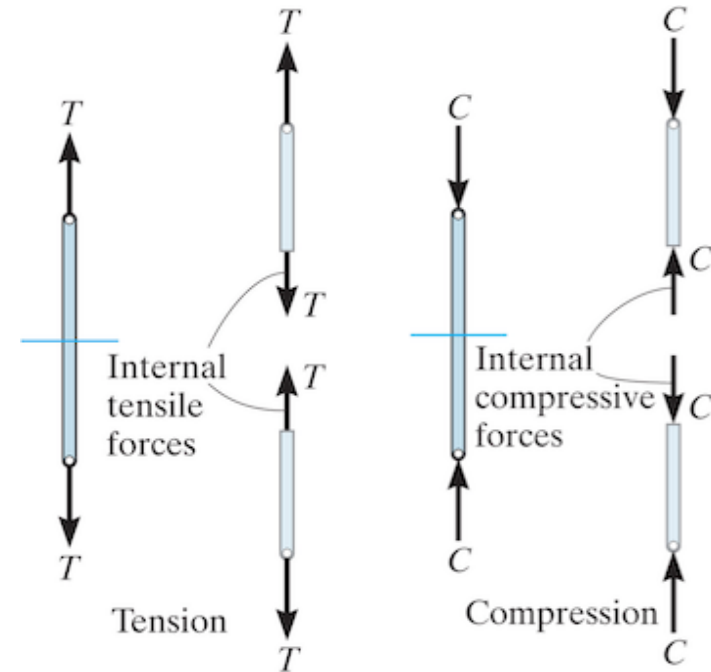 T
T
T
T
Internal
tensile
forces
T
T
Tension
C
C
C
C
Internal
compressive
forces
C
C
Compression
C